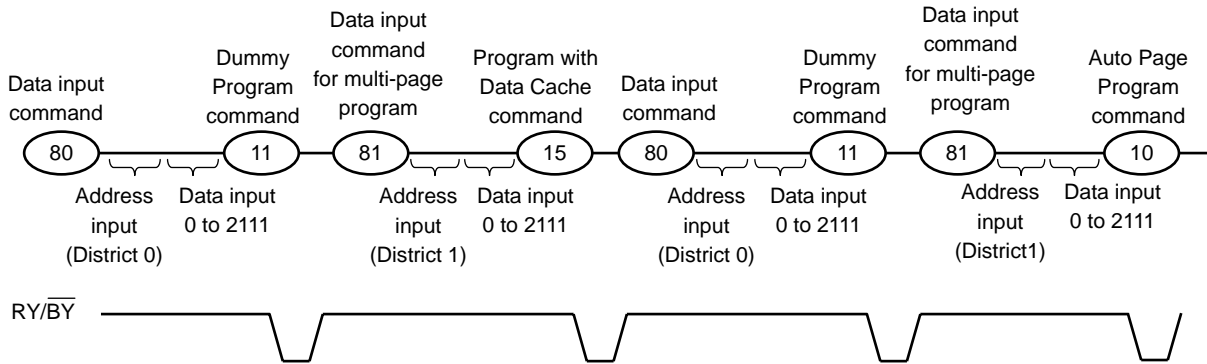 Data input
command
80
Address
input
(District 0)
Data input
0 to 2111
Dummy
Program
command
11
Data input
command
for multi-page
program
81
Address
input
(District 1)
Data input
0 to 2111
Program with
Data Cache
command
15
Data input
command
80
Address
input
(District 0)
Data input
0 to 2111
Dummy
Program
command
11
Data input
command
for multi-page
program
81
Address
input
(District1)
Data input
0 to 2111
Auto Page
Program
command
10
RY/B̅Y̅